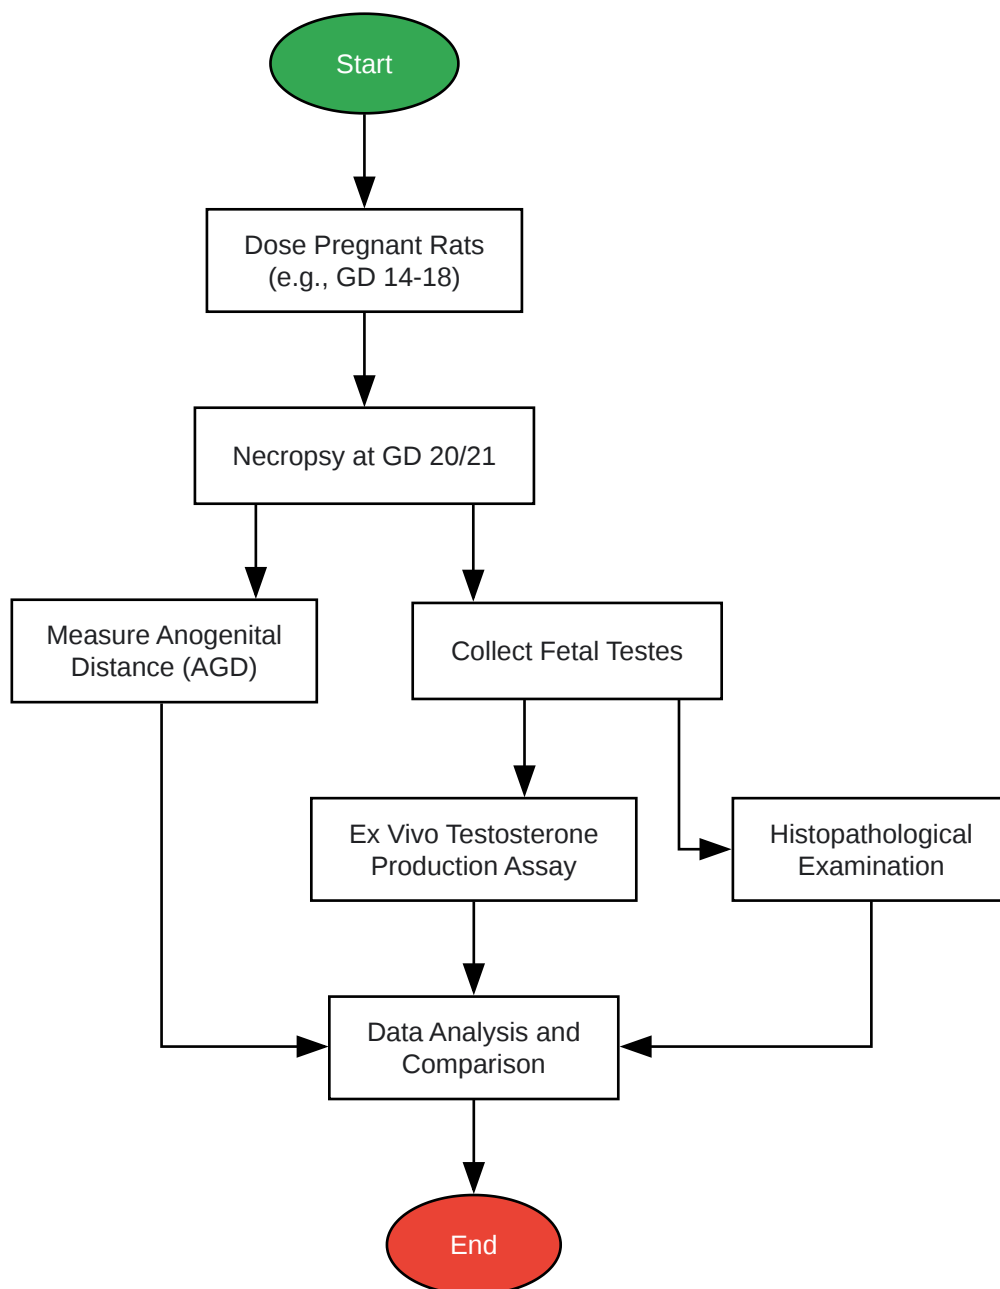 Start
Dose Pregnant Rats
(e.g., GD 14-18)
Necropsy at GD 20/21
Measure Anogenital
Distance (AGD)
Collect Fetal Testes
Ex Vivo Testosterone
Production Assay
Histopathological
Examination
Data Analysis and
Comparison
End